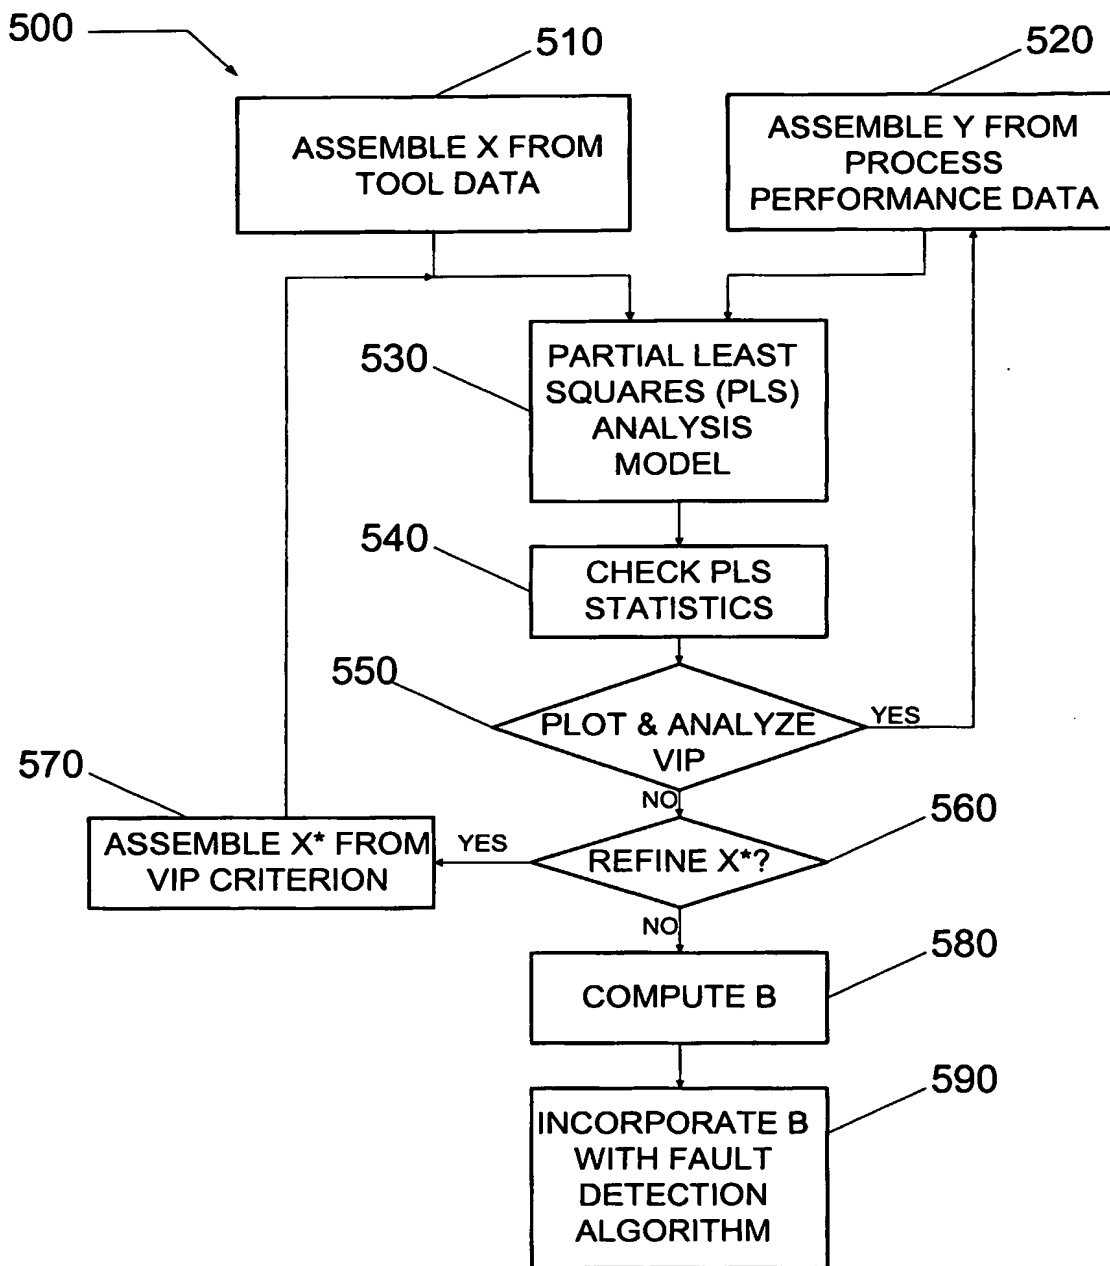 500
510
520
ASSEMBLE X FROM
TOOL DATA
ASSEMBLE Y FROM
PROCESS
PERFORMANCE DATA
530
PARTIAL LEAST
SQUARES (PLS)
ANALYSIS
MODEL
540
CHECK PLS
STATISTICS
550
PLOT & ANALYZE
VIP
YES
NO
570
560
ASSEMBLE X* FROM
VIP CRITERION
YES
REFINE X*?
NO
580
COMPUTE B
590
INCORPORATE B
WITH FAULT
DETECTION
ALGORITHM